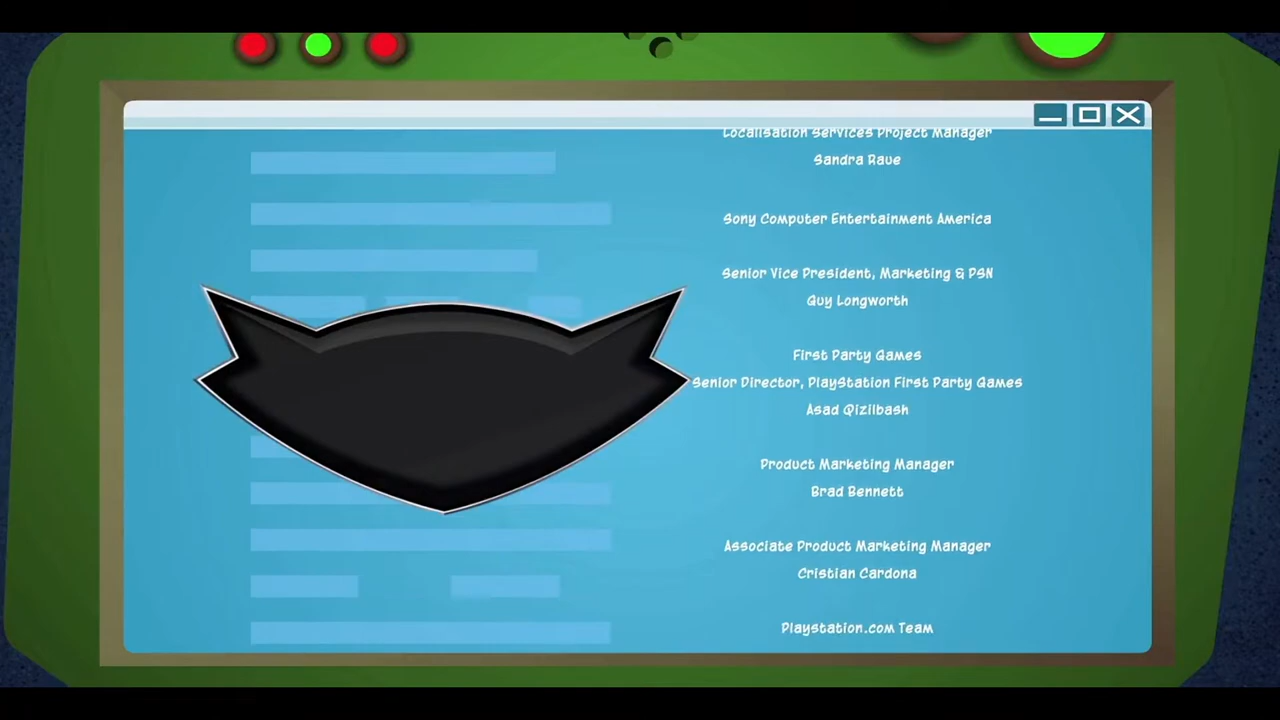 Localisation Services Project Manager
Sandra Raue
Sony Computer Entertainment America
Senior Vice President, Marketing & PSN
Guy Longworth
First Party Games
Senior Director, PlayStation First Party Games
Asad Qizilbash
Product Marketing Manager
Brad Bennett
Associate Product Marketing Manager
Cristian Cardona
Playstation.com Team